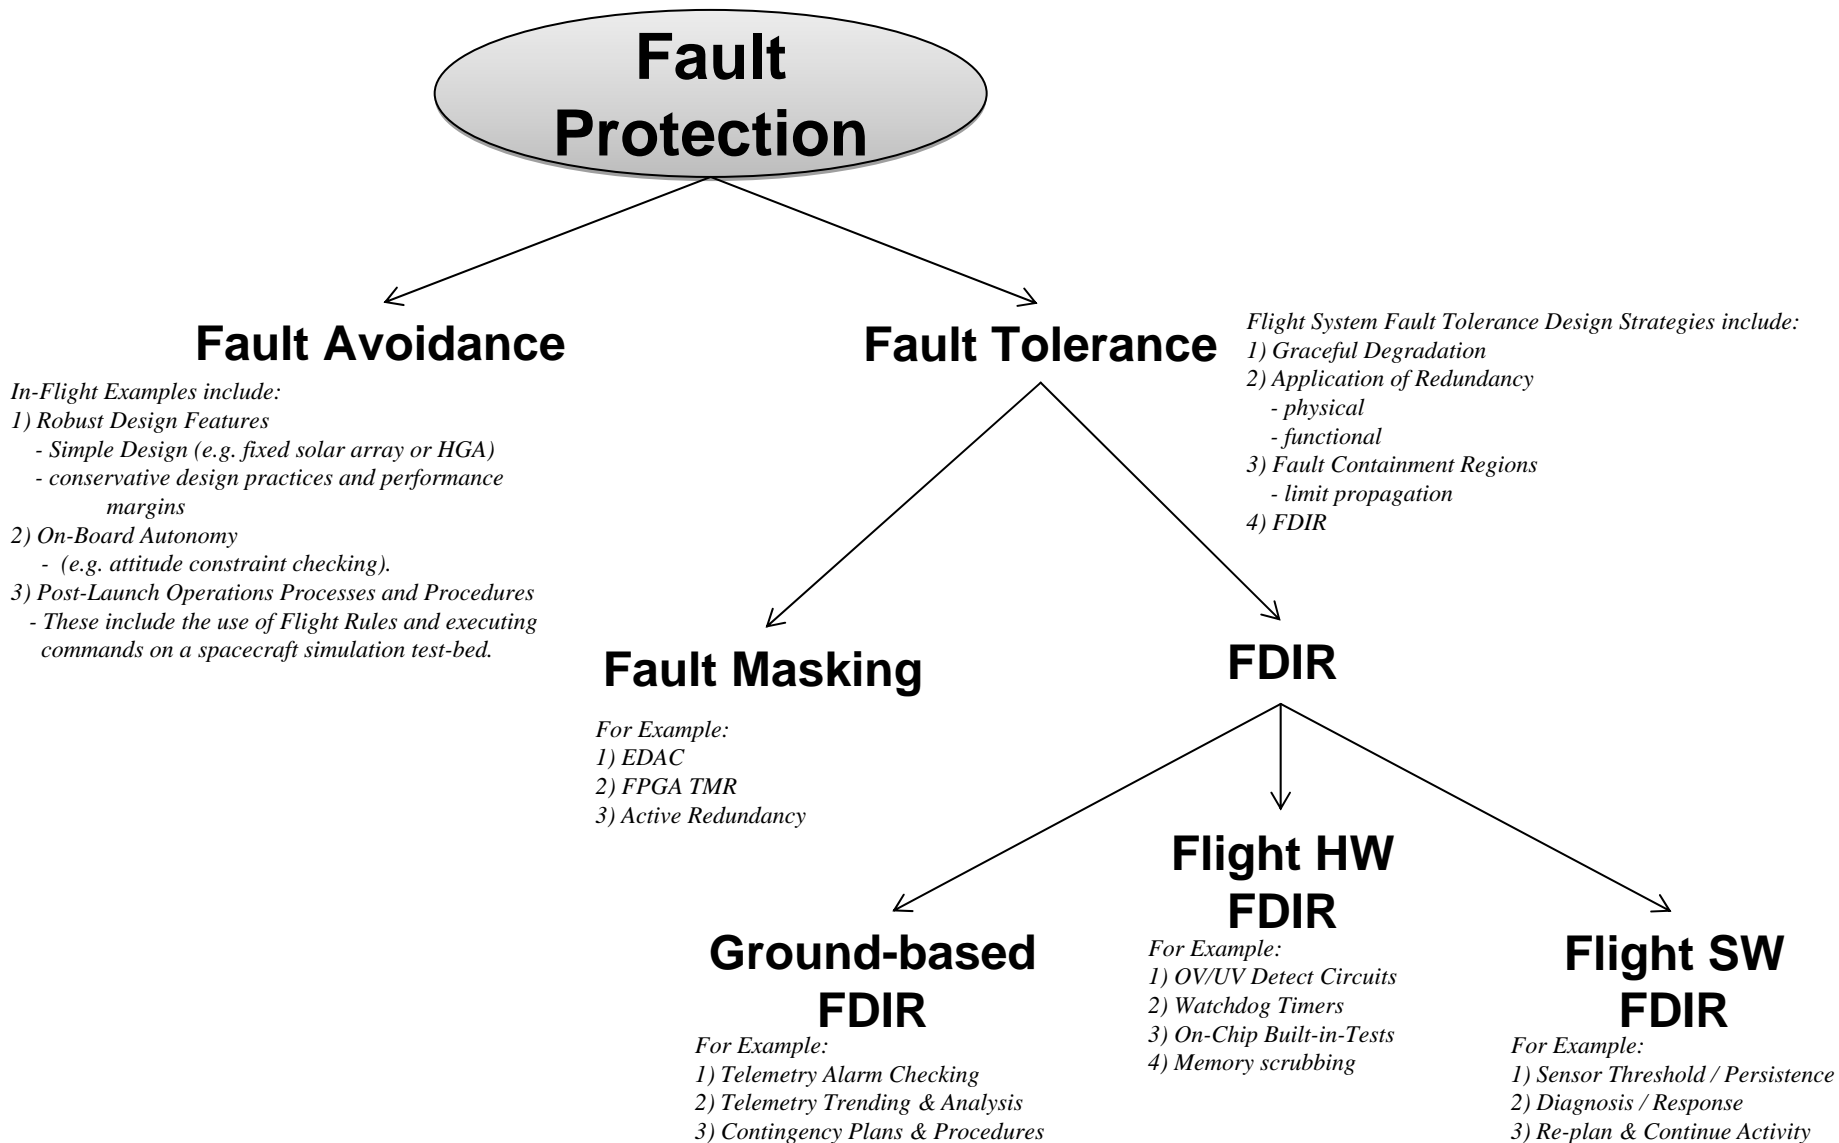 Fault
Protection
Fault Avoidance
In-Flight Examples include:
1) Robust Design Features
- Simple Design (e.g. fixed solar array or HGA)
- conservative design practices and performance
margins
2) On-Board Autonomy
- (e.g. attitude constraint checking).
3) Post-Launch Operations Processes and Procedures
- These include the use of Flight Rules and executing
commands on a spacecraft simulation test-bed.
Fault Tolerance
Flight System Fault Tolerance Design Strategies include:
1) Graceful Degradation
2) Application of Redundancy
- physical
- functional
3) Fault Containment Regions
- limit propagation
4) FDIR
Fault Masking
For Example:
1) EDAC
2) FPGA TMR
3) Active Redundancy
FDIR
Ground-based
FDIR
For Example:
1) Telemetry Alarm Checking
2) Telemetry Trending & Analysis
3) Contingency Plans & Procedures
Flight HW
FDIR
For Example:
1) OV/UV Detect Circuits
2) Watchdog Timers
3) On-Chip Built-in-Tests
4) Memory scrubbing
Flight SW
FDIR
For Example:
1) Sensor Threshold / Persistence
2) Diagnosis / Response
3) Re-plan & Continue Activity